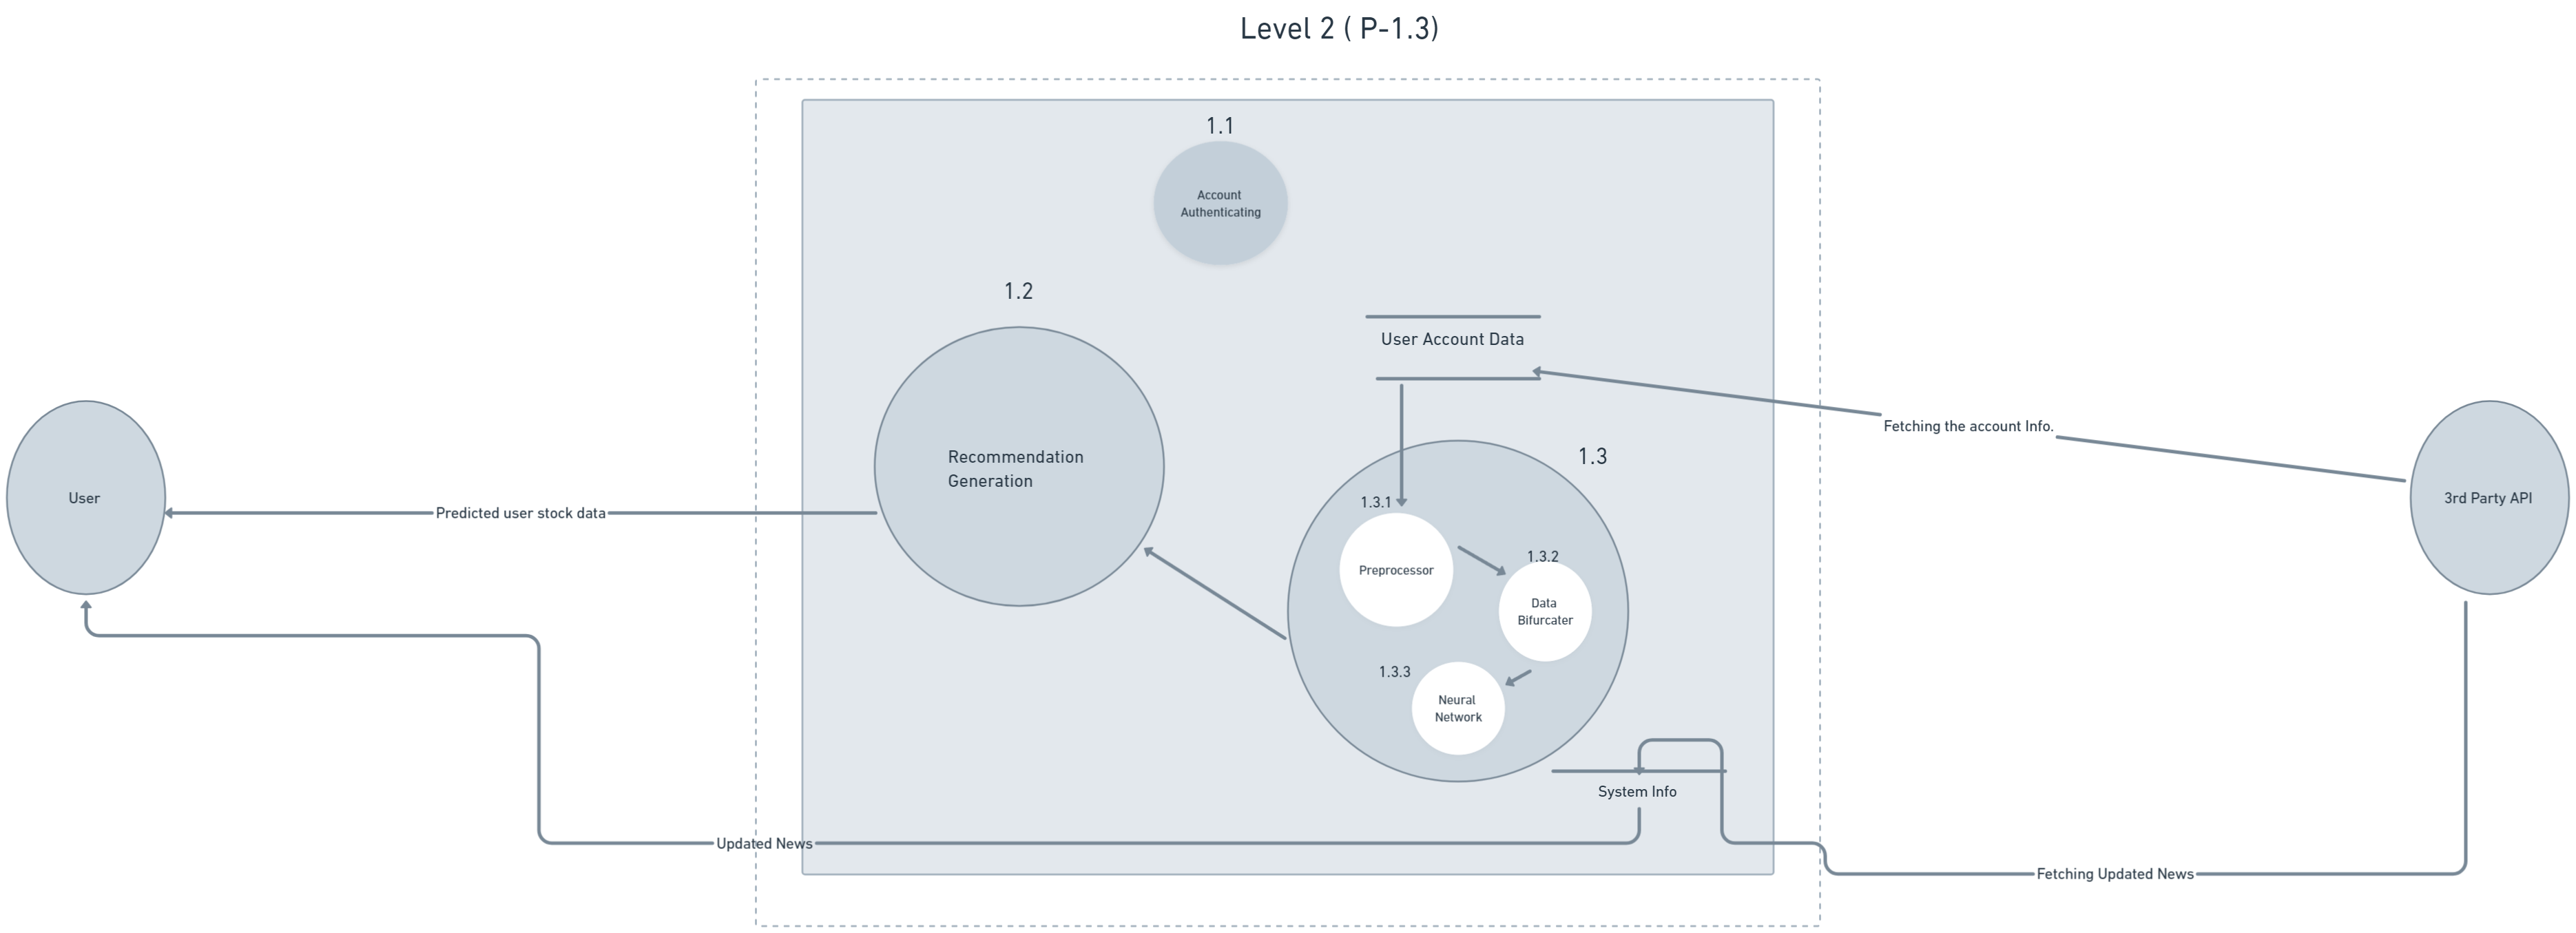 Level 2 ( P-1.3)
1.1
Account
Authenticating
1.2
Recommendation
Generation
User Account Data
Fetching the account Info.
1.3
1.3.1
Preprocessor
1.3.2
Data
Bifurcater
1.3.3
Neural
Network
User
Predicted user stock data
3rd Party API
System Info
Updated News
Fetching Updated News